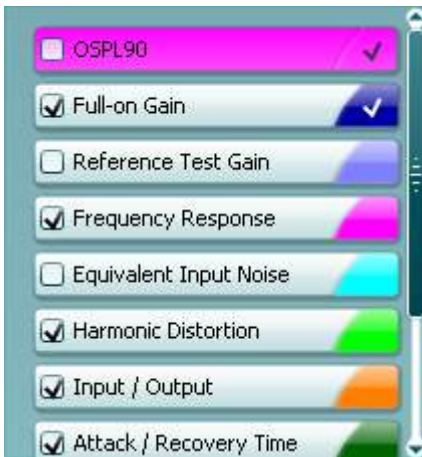 OSPL90
Full-on Gain
Reference Test Gain
Frequency Response
Equivalent Input Noise
Harmonic Distortion
Input / Output
Attack / Recovery Time